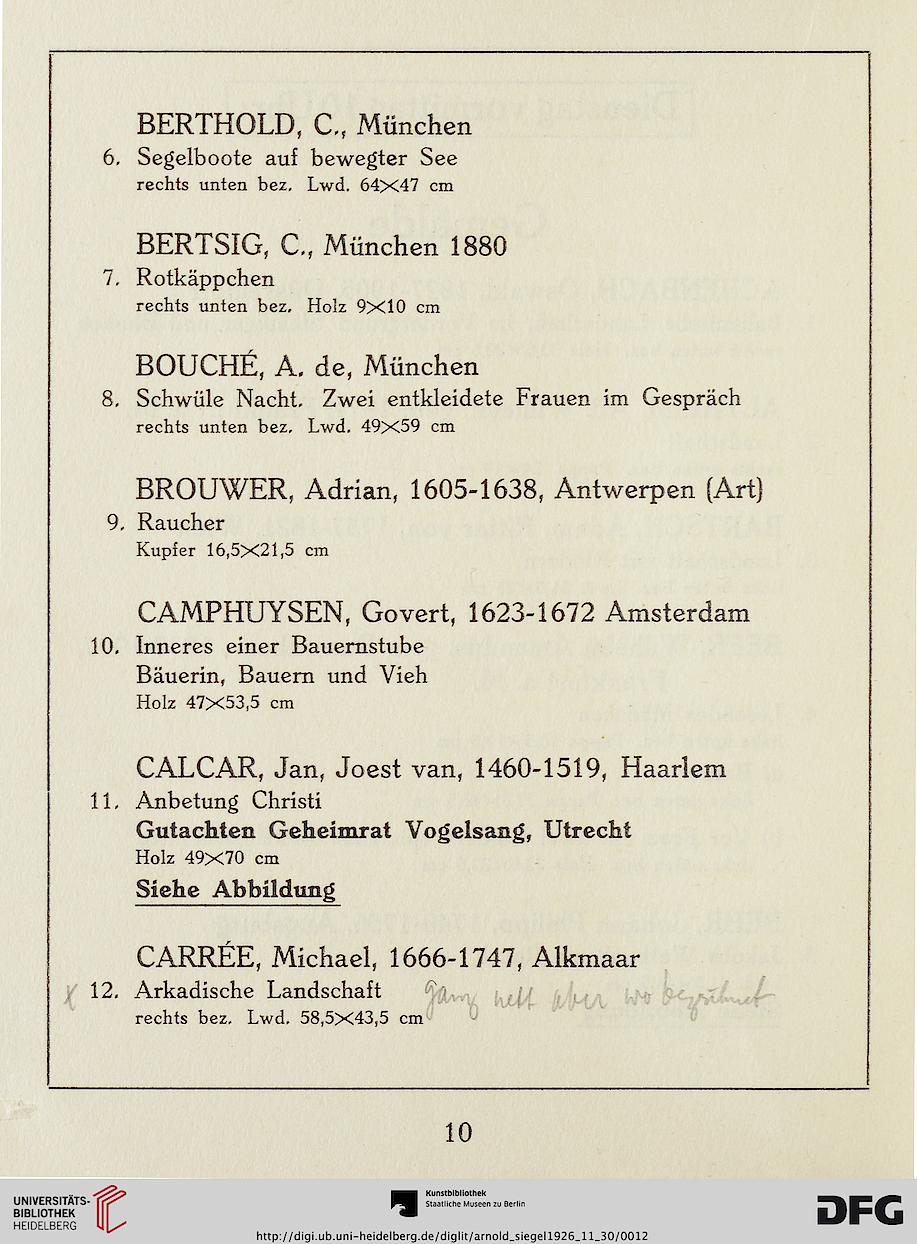 BERTHOLD, C., München
6. Segelboote auf bewegter See
rechts unten bez. Lwd. 64×47 cm
BERTSIG, C., München 1880
7. Rotkäppchen
rechts unten bez. Holz 9×10 cm
BOUCHÉ, A. de, München
8. Schwüle Nacht. Zwei entkleidete Frauen im Gespräch
rechts unten bez. Lwd. 49×59 cm
BROUWER, Adrian, 1605-1638, Antwerpen (Art)
9. Raucher
Kupfer 16,5×21,5 cm
CAMPHUYSEN, Govert, 1623-1672 Amsterdam
10. Inneres einer Bauernstube
Bäuerin, Bauern und Vieh
Holz 47×53,5 cm
CALCAR, Jan, Joest van, 1460-1519, Haarlem
11. Anbetung Christi
Gutachten Geheimrat Vogelsang, Utrecht
Holz 49×70 cm
Siehe Abbildung
CARRÉE, Michael, 1666-1747, Alkmaar
x 12. Arkadische Landschaft ganz nett aber wo bezeichnet
rechts bez. Lwd. 58,5×43,5 cm
10
UNIVERSITÄTS-
BIBLIOTHEK
HEIDELBERG
Kunstbibliothek
Staatliche Museen zu Berlin
DFG
http://digi.ub.uni-heidelberg.de/diglit/arnold_siegel1926_11_30/0012